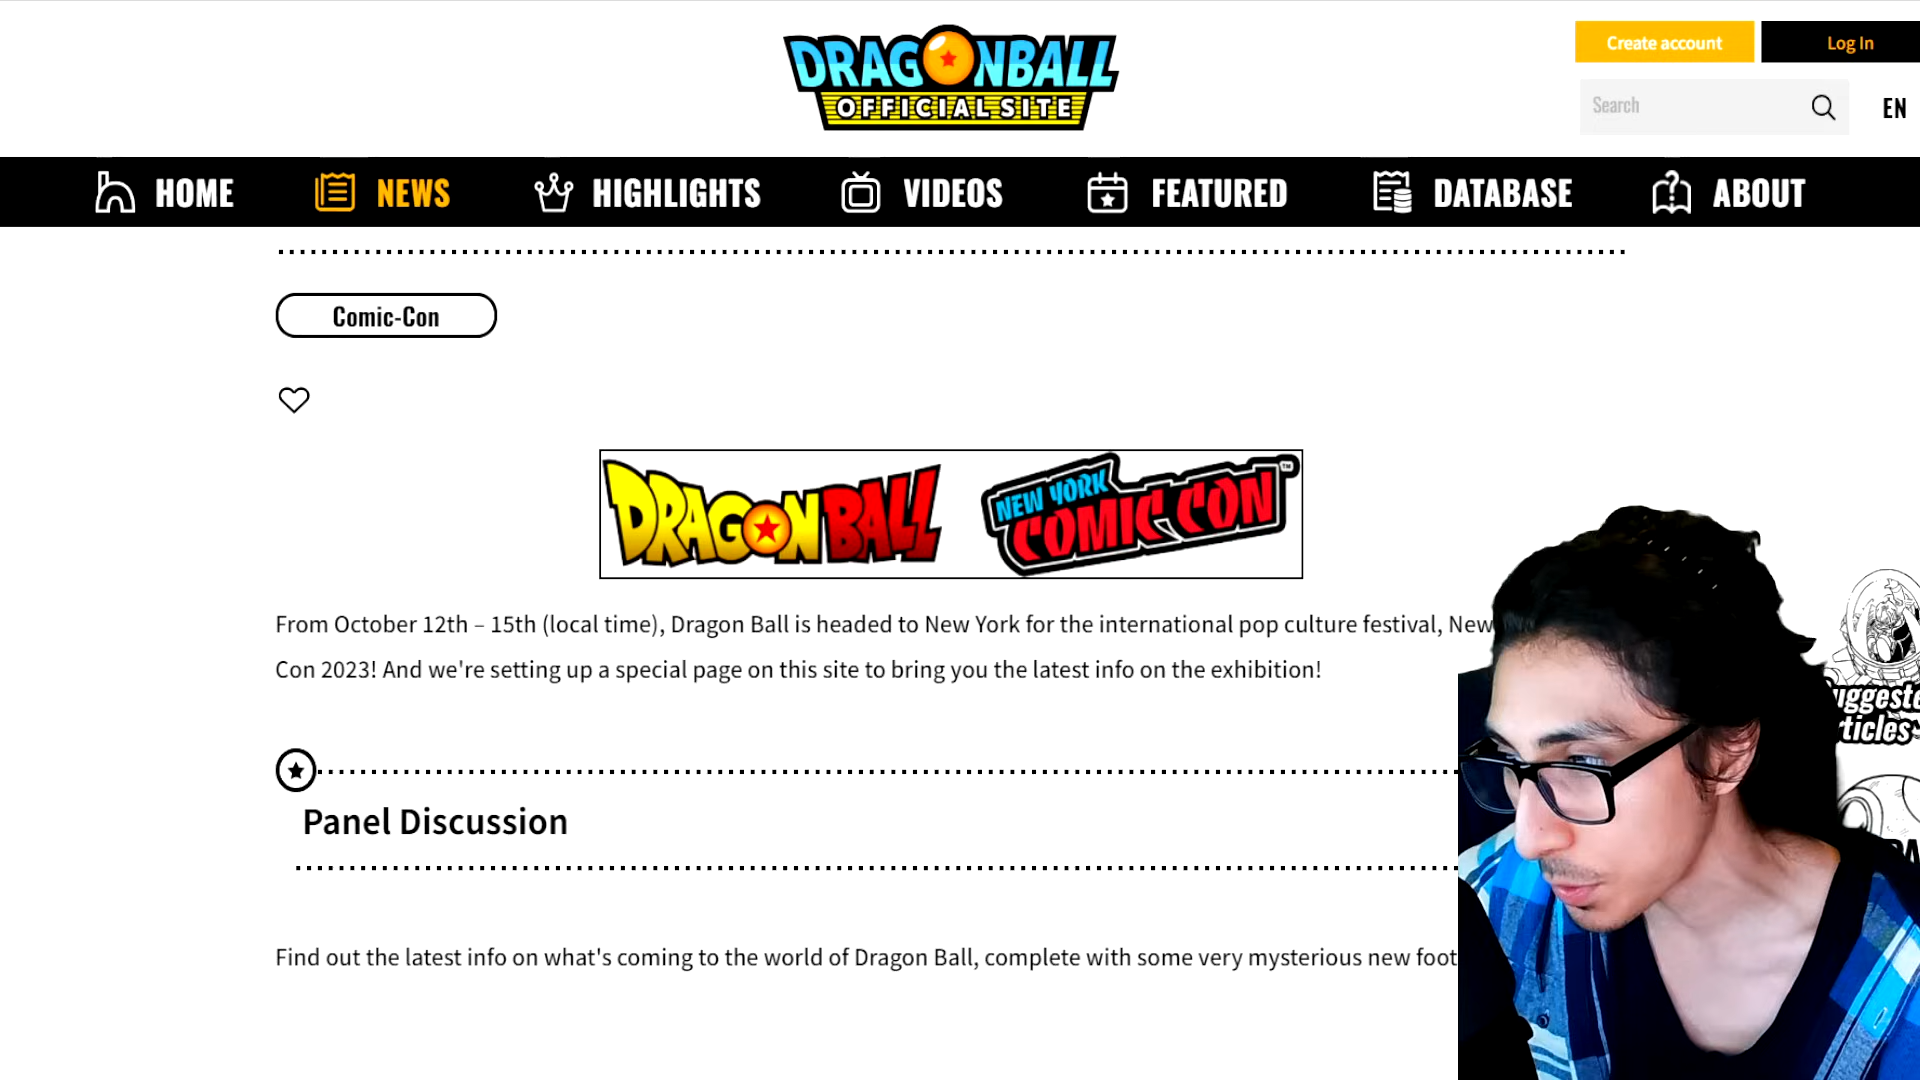 DRAGONBALL
OFFICIAL SITE
Create account
Log In
Search
EN
HOME
NEWS
HIGHLIGHTS
VIDEOS
FEATURED
DATABASE
ABOUT
Comic-Con
DRAGONBALL
NEW YORK
COMIC CON
™
From October 12th – 15th (local time), Dragon Ball is headed to New York for the international pop culture festival, New
Con 2023! And we're setting up a special page on this site to bring you the latest info on the exhibition!
uggeste
ticles
Panel Discussion
Find out the latest info on what's coming to the world of Dragon Ball, complete with some very mysterious new foot